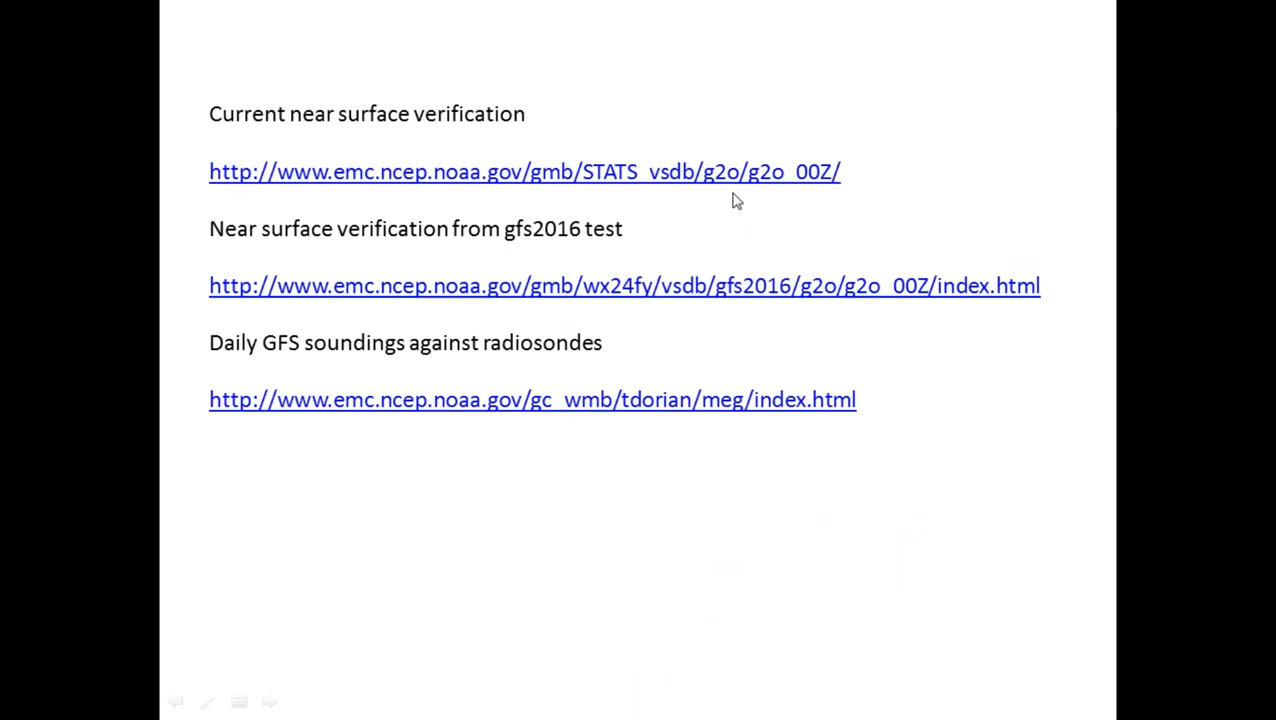 Current near surface verification
http://www.emc.ncep.noaa.gov/gmb/STATS_vsdb/g2o/g2o_00Z/
Near surface verification from gfs2016 test
http://www.emc.ncep.noaa.gov/gmb/wx24fy/vsdb/gfs2016/g2o/g2o_00Z/index.html
Daily GFS soundings against radiosondes
http://www.emc.ncep.noaa.gov/gc_wmb/tdorian/meg/index.html